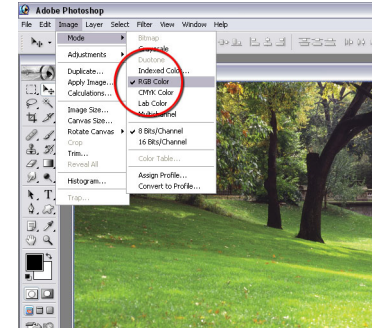 Adobe Photoshop
File Edit Image Layer Select Filter View Window Help
Mode
Adjustments
Duplicate...
Apply Image...
Calculations...
Image Size...
Canvas Size...
Rotate Canvas
Crop
Trim...
Reveal All
Histogram...
Trap...
Bitmap
Grayscale
Duotone
Indexed Color...
RGB Color
CMYK Color
Lab Color
Multichannel
8 Bits/Channel
16 Bits/Channel
Color Table...
Assign Profile...
Convert to Profile...